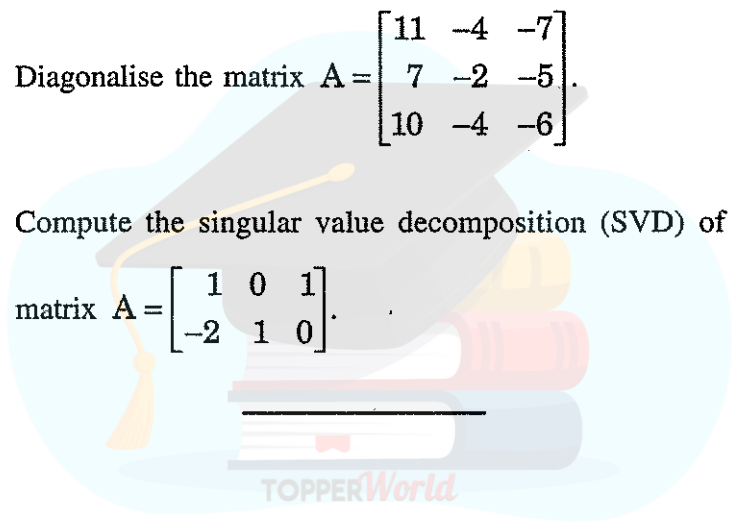 Diagonalise the matrix A = [11 −4 −7
7 −2 −5
10 −4 −6].
Compute the singular value decomposition (SVD) of
matrix A = [1 0 1
−2 1 0].
TOPPERWorld